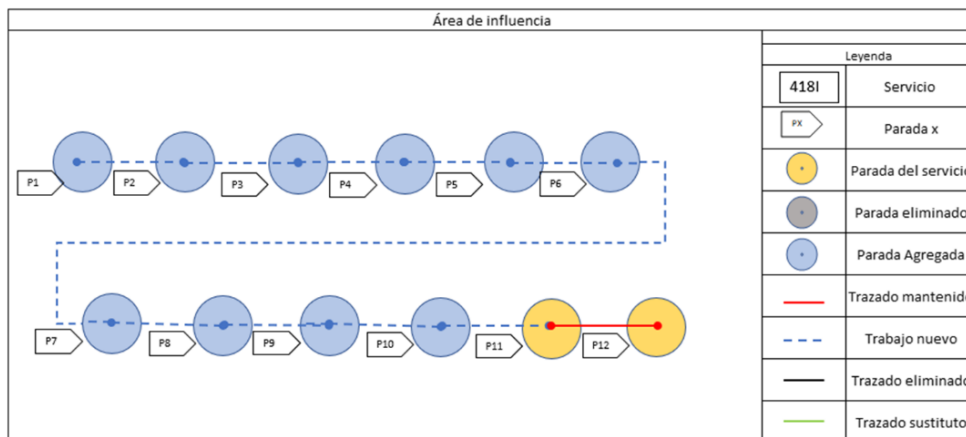 Área de influencia
Leyenda
418I Servicio
PX Parada x
Parada del servicio
Parada eliminado
Parada Agregada
Trazado mantenido
Trabajo nuevo
Trazado eliminado
Trazado sustituto
P1 P2 P3 P4 P5 P6
P7 P8 P9 P10 P11 P12